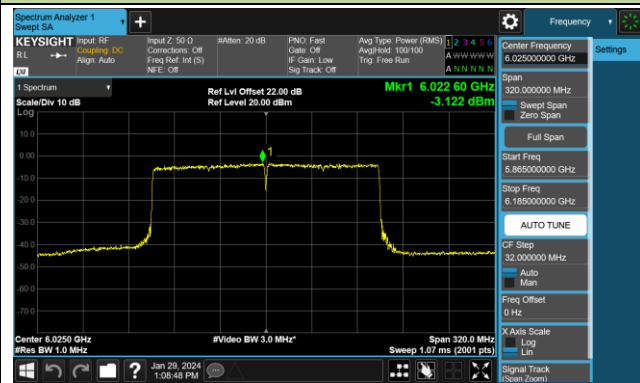 Spectrum Analyzer 1
Swept SA
Frequency
KEYSIGHT
RL
LXI
Input: RF
Coupling: DC
Align: Auto
Input Z: 50 Ω
Corrections: Off
Freq Ref: Int (S)
NFE: Off
#Atten: 20 dB
PNO: Fast
Gate: Off
IF Gain: Low
Sig Track: Off
Avg Type: Power (RMS)
Avg|Hold: 100/100
Trig: Free Run
1 2 3 4 5 6
A W W W W W
A N N N N N
1 Spectrum
Scale/Div 10 dB
Log
Ref Lvl Offset 22.00 dB
Ref Level 20.00 dBm
Mkr1 6.022 60 GHz
-3.122 dBm
1
10.0
0.00
-10.0
-20.0
-30.0
-40.0
-50.0
-60.0
-70.0
Center 6.0250 GHz
#Res BW 1.0 MHz
#Video BW 3.0 MHz*
Span 320.0 MHz
Sweep 1.07 ms (2001 pts)
Jan 29, 2024
1:08:48 PM
Center Frequency
6.025000000 GHz
Span
320.000000 MHz
Swept Span
Zero Span
Full Span
Start Freq
5.865000000 GHz
Stop Freq
6.185000000 GHz
AUTO TUNE
CF Step
32.000000 MHz
Auto
Man
Freq Offset
0 Hz
X Axis Scale
Log
Lin
Signal Track
(Span Zoom)
Settings